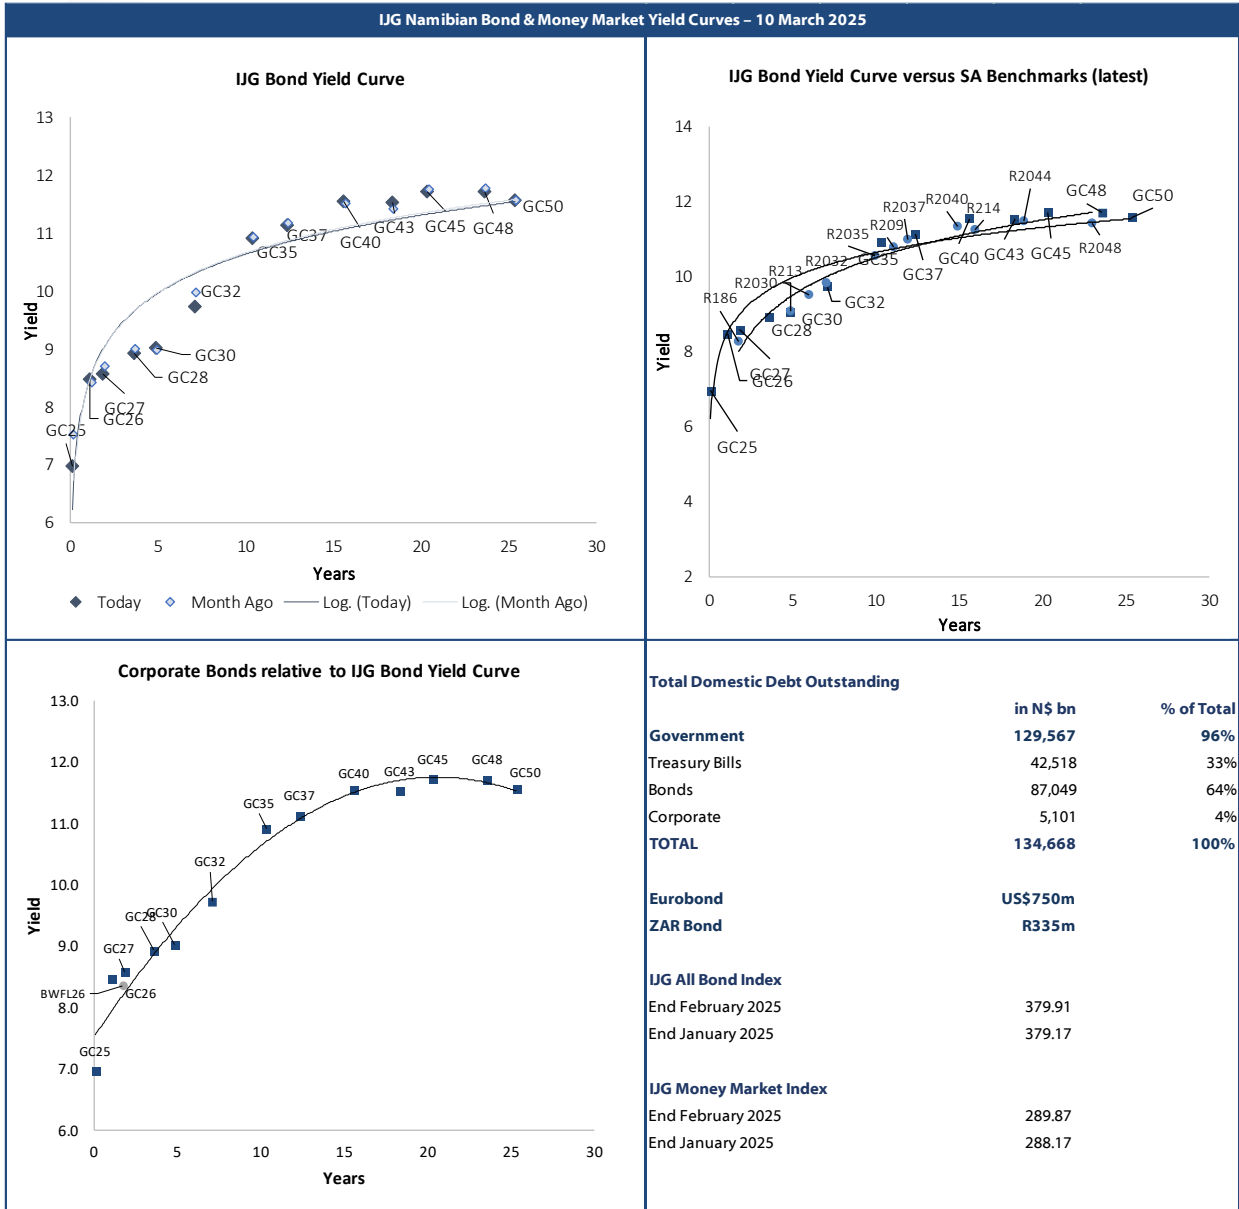 IJG Namibian Bond & Money Market Yield Curves – 10 March 2025
IJG Bond Yield Curve
13
12
11
10
9
8
7
6
Yield
GC25
GC26
GC27
GC28
GC30
GC32
GC35
GC37
GC40
GC43
GC45
GC48
GC50
0 5 10 15 20 25 30
Years
Today Month Ago Log. (Today) Log. (Month Ago)
IJG Bond Yield Curve versus SA Benchmarks (latest)
14
12
10
8
6
4
2
Yield
R186
R2030
R213
R2032
R2035
R209
R2037
R2040
R214
R2044
R2048
GC25
GC26
GC27
GC28
GC30
GC32
GC35
GC37
GC40
GC43
GC45
GC48
GC50
0 5 10 15 20 25 30
Years
Corporate Bonds relative to IJG Bond Yield Curve
13.0
12.0
11.0
10.0
9.0
8.0
7.0
6.0
Yield
GC25
BWFL26
GC26
GC27
GC28
GC30
GC32
GC35
GC37
GC40
GC43
GC45
GC48
GC50
0 5 10 15 20 25 30
Years
Total Domestic Debt Outstanding
in N$ bn % of Total
Government 129,567 96%
Treasury Bills 42,518 33%
Bonds 87,049 64%
Corporate 5,101 4%
TOTAL 134,668 100%
Eurobond US$750m
ZAR Bond R335m
IJG All Bond Index
End February 2025 379.91
End January 2025 379.17
IJG Money Market Index
End February 2025 289.87
End January 2025 288.17